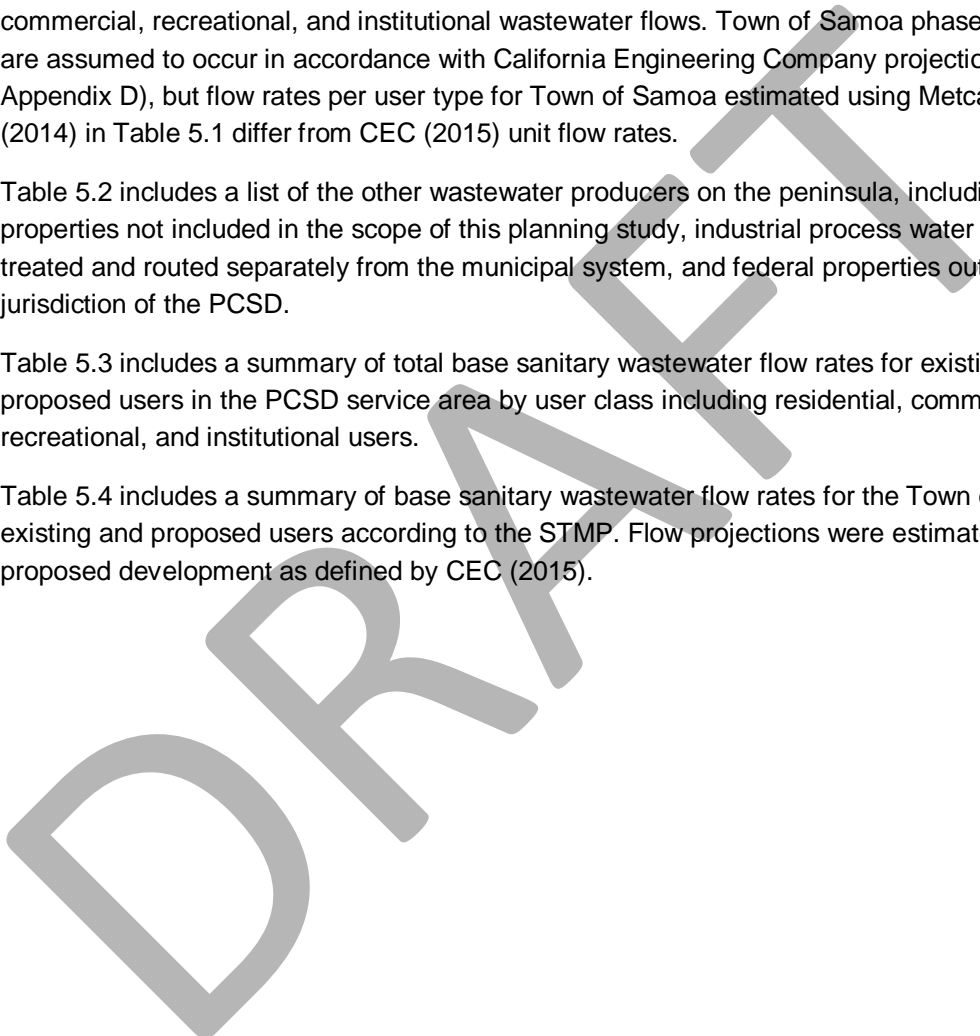 commercial, recreational, and institutional wastewater flows. Town of Samoa phase
are assumed to occur in accordance with California Engineering Company
Appendix D), but flow rates per user type for Town of Samoa estimated using
(2014) in Table 5.1 differ from CEC (2015) unit flow rates.
Table 5.2 includes a list of the other wastewater producers on the peninsula,
properties not included in the scope of this planning study, industrial process water
treated and routed separately from the municipal system, and federal properties
jurisdiction of the PCSD.
Table 5.3 includes a summary of total base sanitary wastewater flow rates for
proposed users in the PCSD service area by user class including residential,
recreational, and institutional users.
Table 5.4 includes a summary of base sanitary wastewater flow rates for the Town
existing and proposed users according to the STMP. Flow projections were
proposed development as defined by CEC (2015).
DRAFT